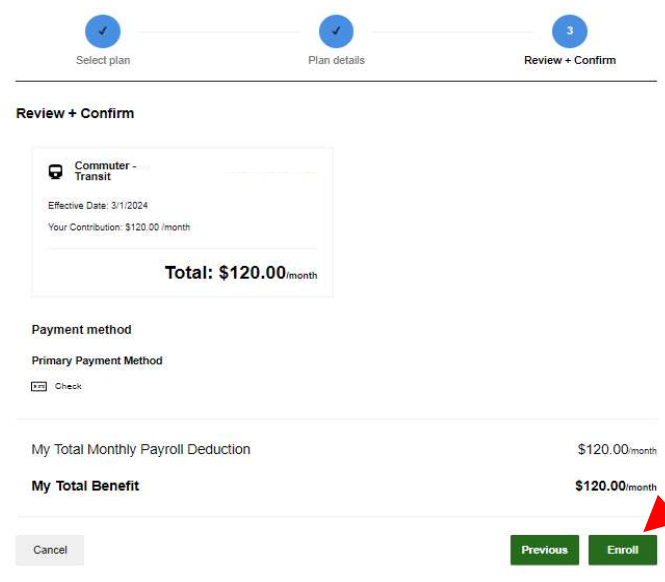 3
Select plan
Plan details
Review + Confirm
Review + Confirm
Commuter -
Transit
Effective Date: 3/1/2024
Your Contribution: $120.00 /month
Total: $120.00/month
Payment method
Primary Payment Method
Check
My Total Monthly Payroll Deduction $120.00/month
My Total Benefit $120.00/month
Cancel Previous Enroll